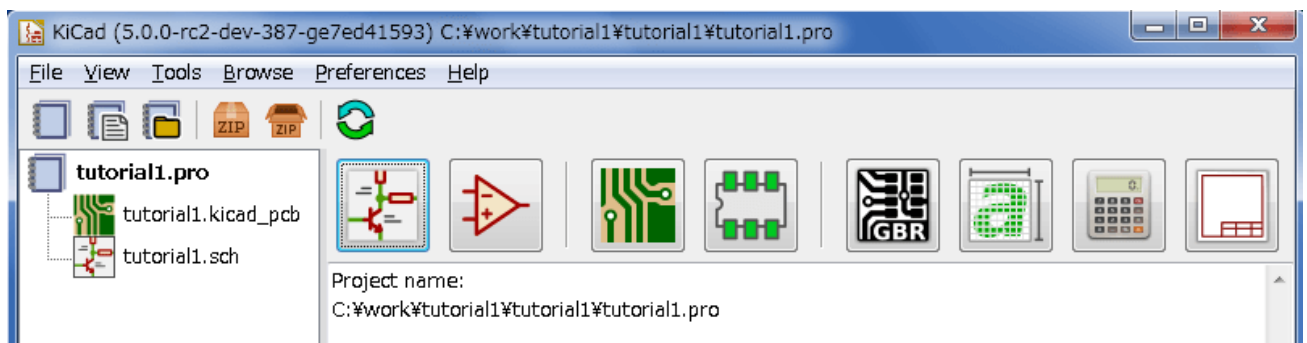 KiCad (5.0.0-rc2-dev-387-ge7ed41593) C:¥work¥tutorial1¥tutorial1¥tutorial1.pro
File View Tools Browse Preferences Help
ZIP ZIP
tutorial1.pro
tutorial1.kicad_pcb
tutorial1.sch
GBR
a
0.
Project name:
C:¥work¥tutorial1¥tutorial1¥tutorial1.pro